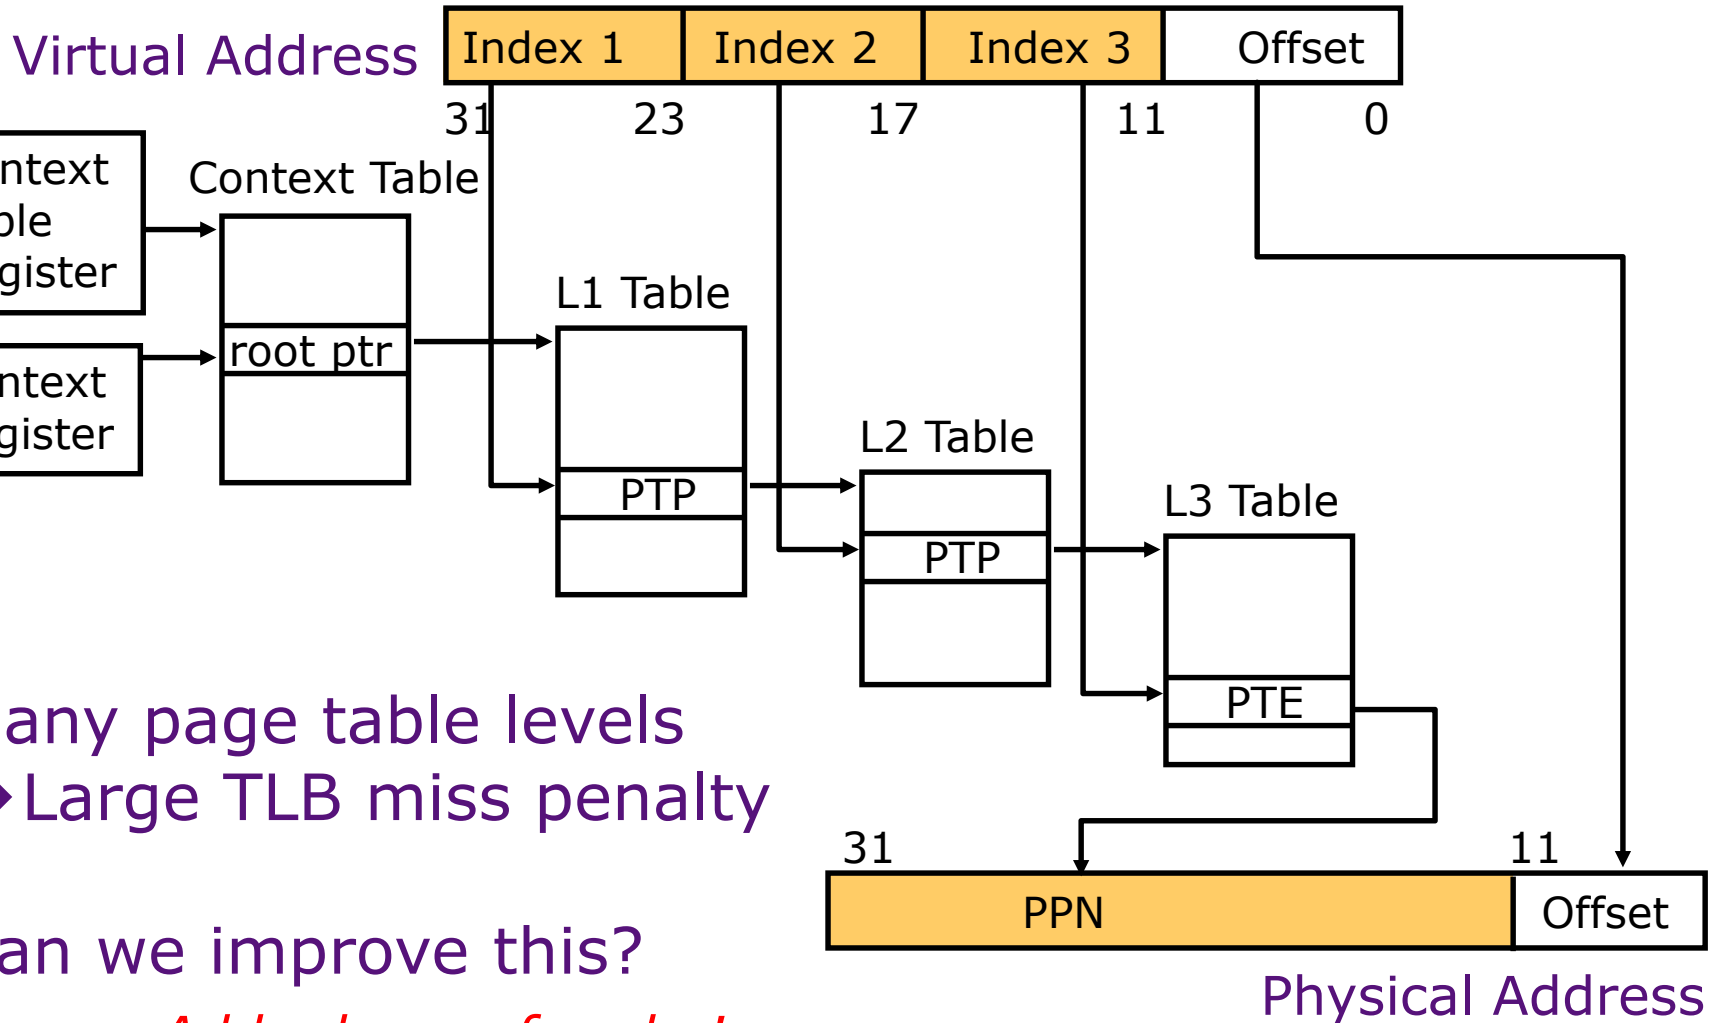 Virtual Address
Index 1 Index 2 Index 3 Offset
31 23 17 11 0
ntext
ble
gister
Context Table
root ptr
ntext
gister
L1 Table
PTP
L2 Table
PTP
L3 Table
PTE
any page table levels
Large TLB miss penalty
31 11
PPN Offset
an we improve this?
Physical Address